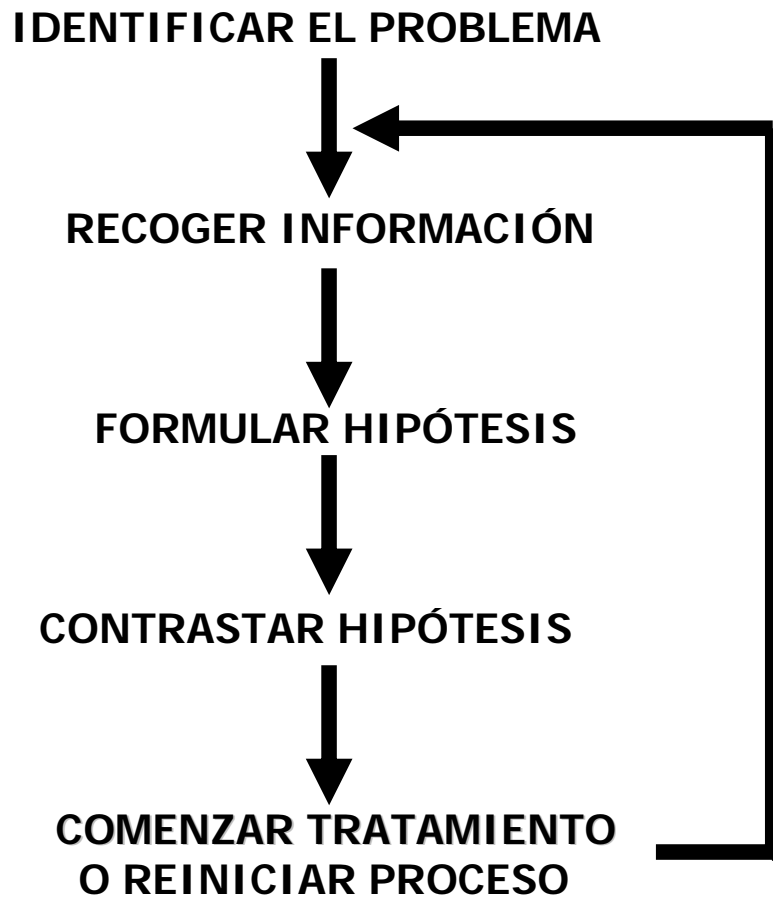 IDENTIFICAR EL PROBLEMA
RECOGER INFORMACIÓN
FORMULAR HIPÓTESIS
CONTRASTAR HIPÓTESIS
COMENZAR TRATAMIENTO
O REINICIAR PROCESO